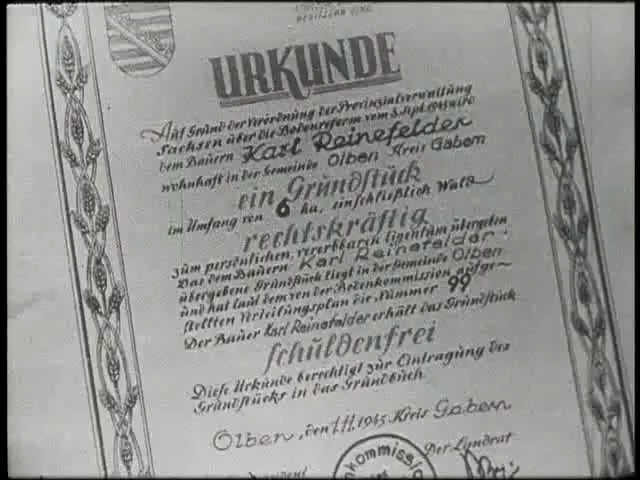 URKUNDE
Auf Grund der Verordnung der Provinzialverwaltung
Sachsen über die Bodenreform vom 3. Sept. 1945 wird
dem Bauern Karl Reinefelder
wohnhaft in der Gemeinde Olben Kreis Gabern
ein Grundstück
im Umfang von 6 ha, einschließlich Wald
rechtskräftig
zum persönlichen, vererbbaren Eigentum übergeben
Das dem Bauern Karl Reinefelder
übergebene Grundstück liegt in der Gemeinde Olben
und hat laut dem von der Bodenkommission aufge-
stellten Verteilungsplan die Nummer 99
Der Bauer Karl Reinefelder erhält das Grundstück
schuldenfrei
Diese Urkunde berechtigt zur Eintragung des
Grundstücks in das Grundbuch.
Olben, den 1.11.1945 Kreis Gabern
Der Landrat